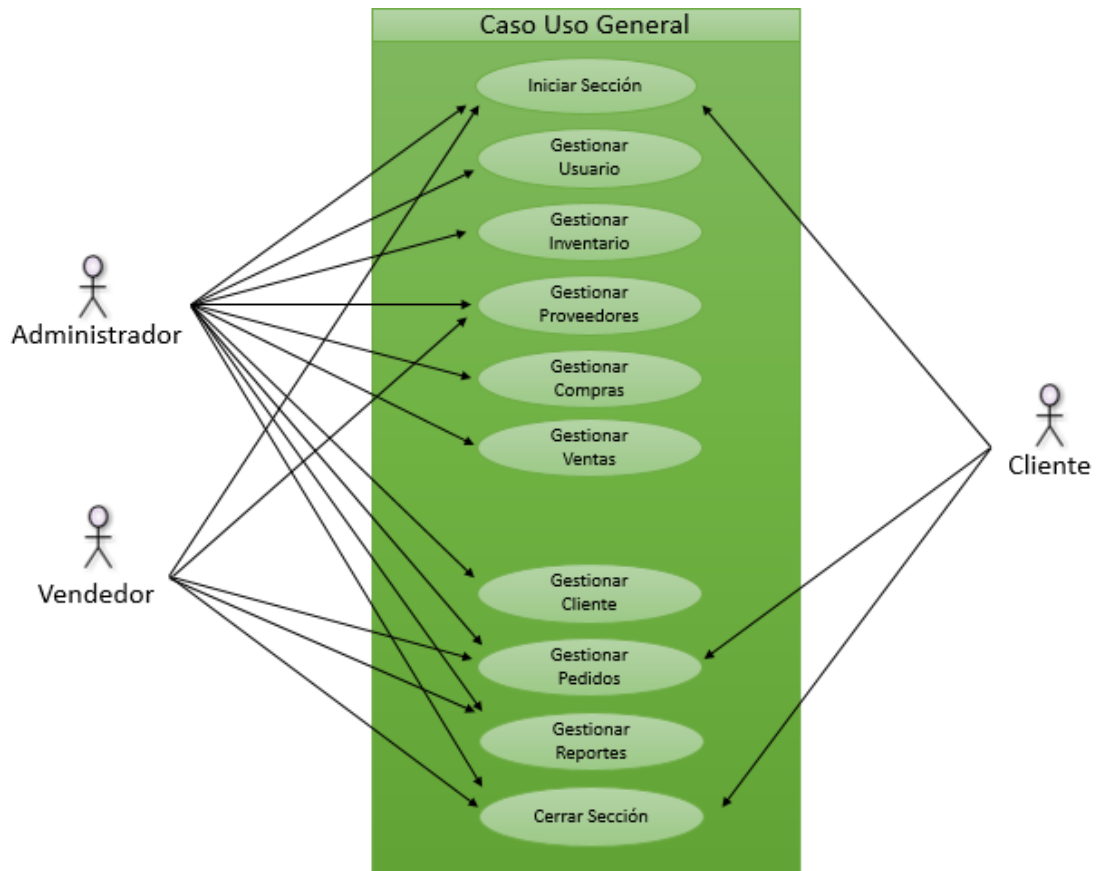 Caso Uso General
Iniciar Sección
Gestionar
Usuario
Gestionar
Inventario
Gestionar
Proveedores
Gestionar
Compras
Gestionar
Ventas
Gestionar
Cliente
Gestionar
Pedidos
Gestionar
Reportes
Cerrar Sección
Administrador
Vendedor
Cliente